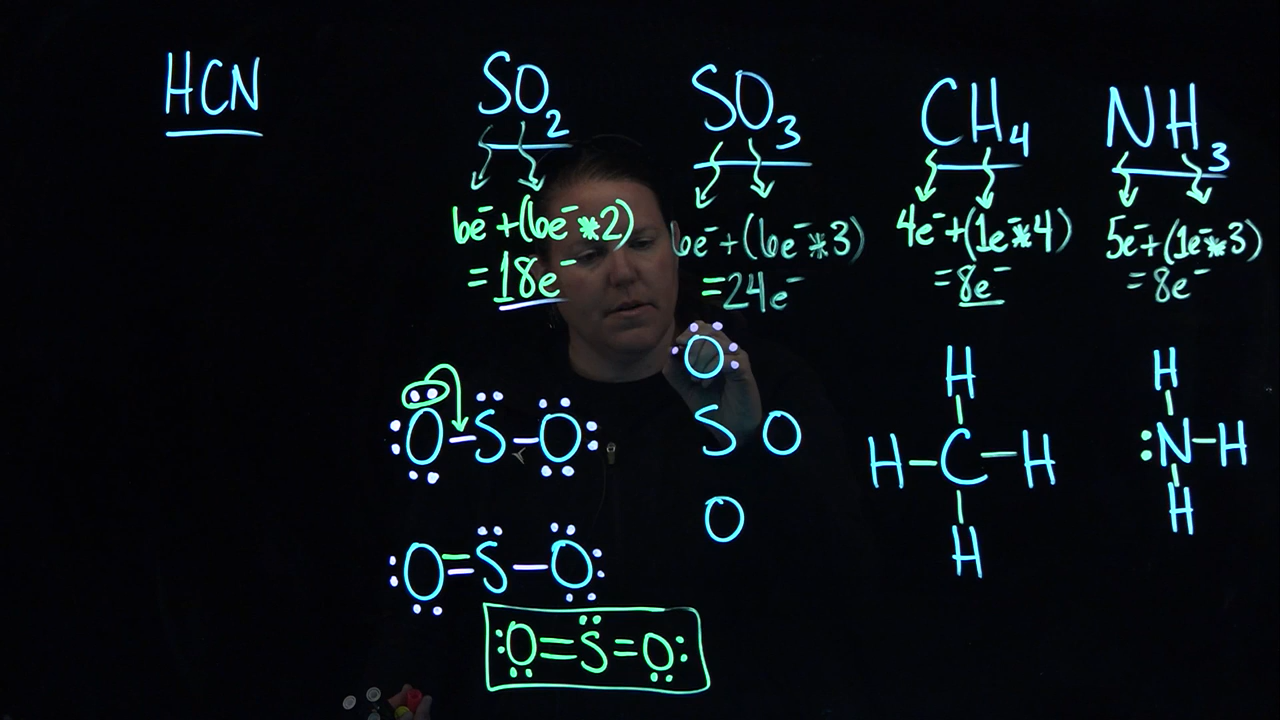 HCN
SO2
SO3
CH4
NH3
6e⁻+(6e⁻*2)
=18e⁻
6e⁻+(6e⁻*3)
=24e⁻
4e⁻+(1e⁻*4)
=8e⁻
5e⁻+(1e⁻*3)
=8e⁻
O-S-O
O=S-O
O=S=O
O
S O
O
H
H-C-H
H
H
:N-H
H